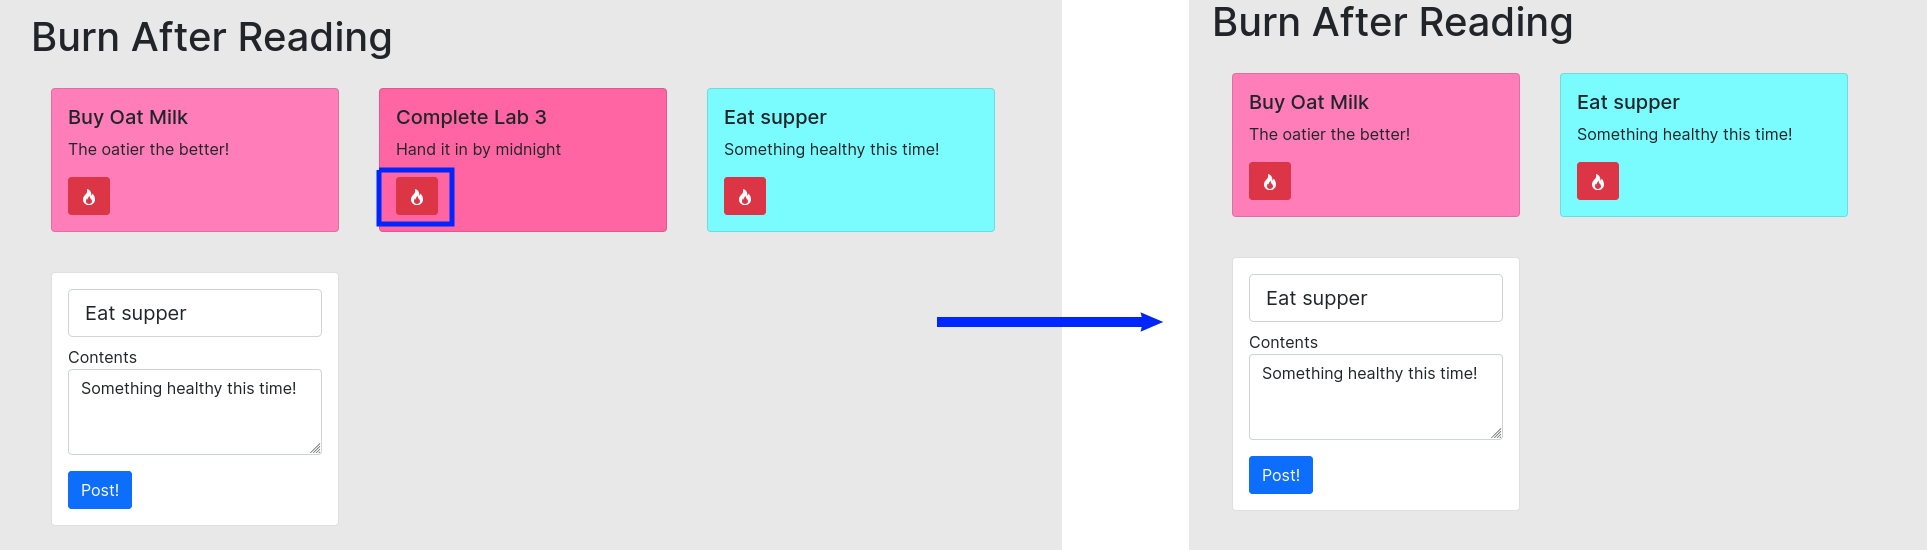 Burn After Reading
Buy Oat Milk
The oatier the better!
Complete Lab 3
Hand it in by midnight
Eat supper
Something healthy this time!
Eat supper
Contents
Something healthy this time!
Post!
Burn After Reading
Buy Oat Milk
The oatier the better!
Eat supper
Something healthy this time!
Eat supper
Contents
Something healthy this time!
Post!